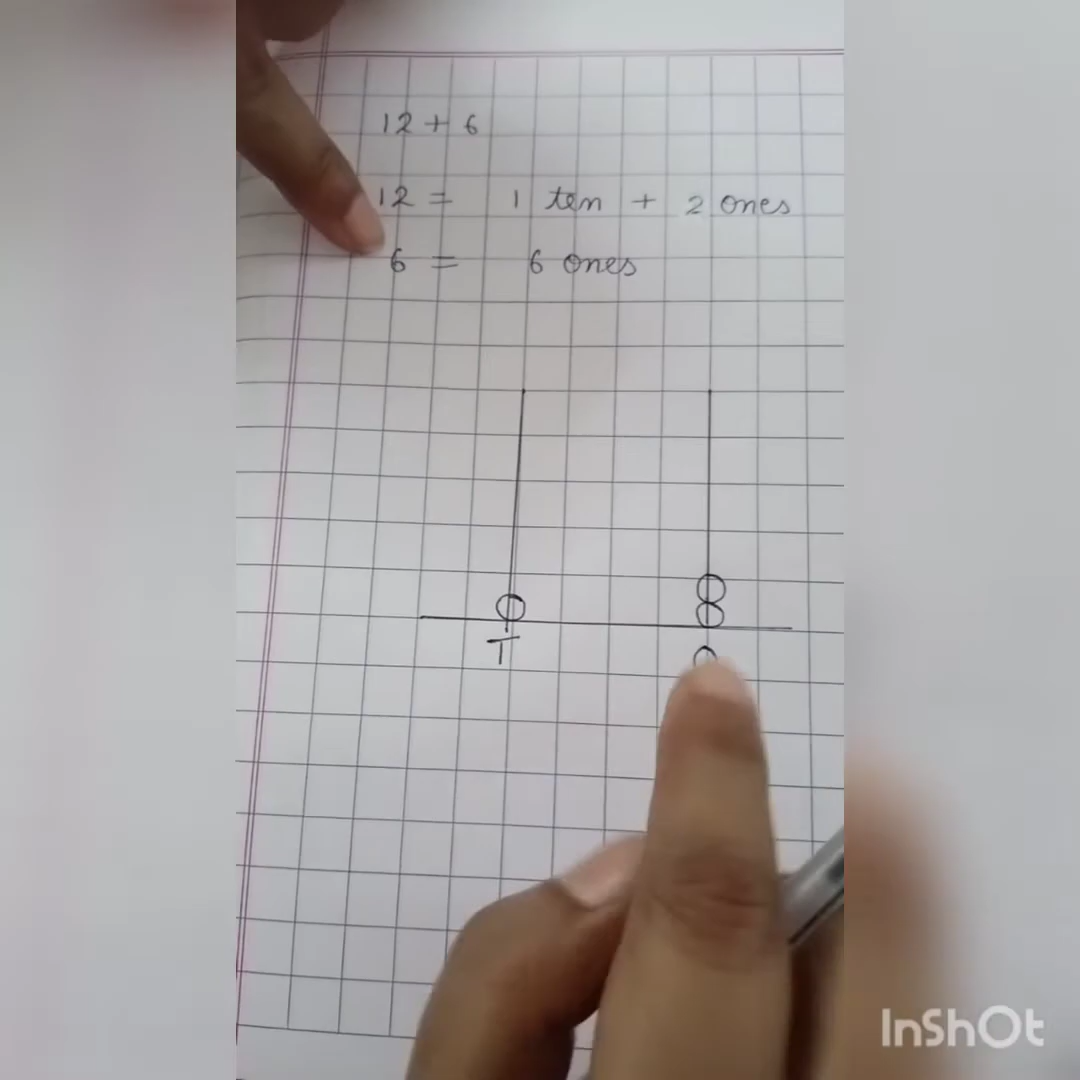 12 + 6
12 = 1 ten + 2 ones
6 = 6 ones
T O
InShOt